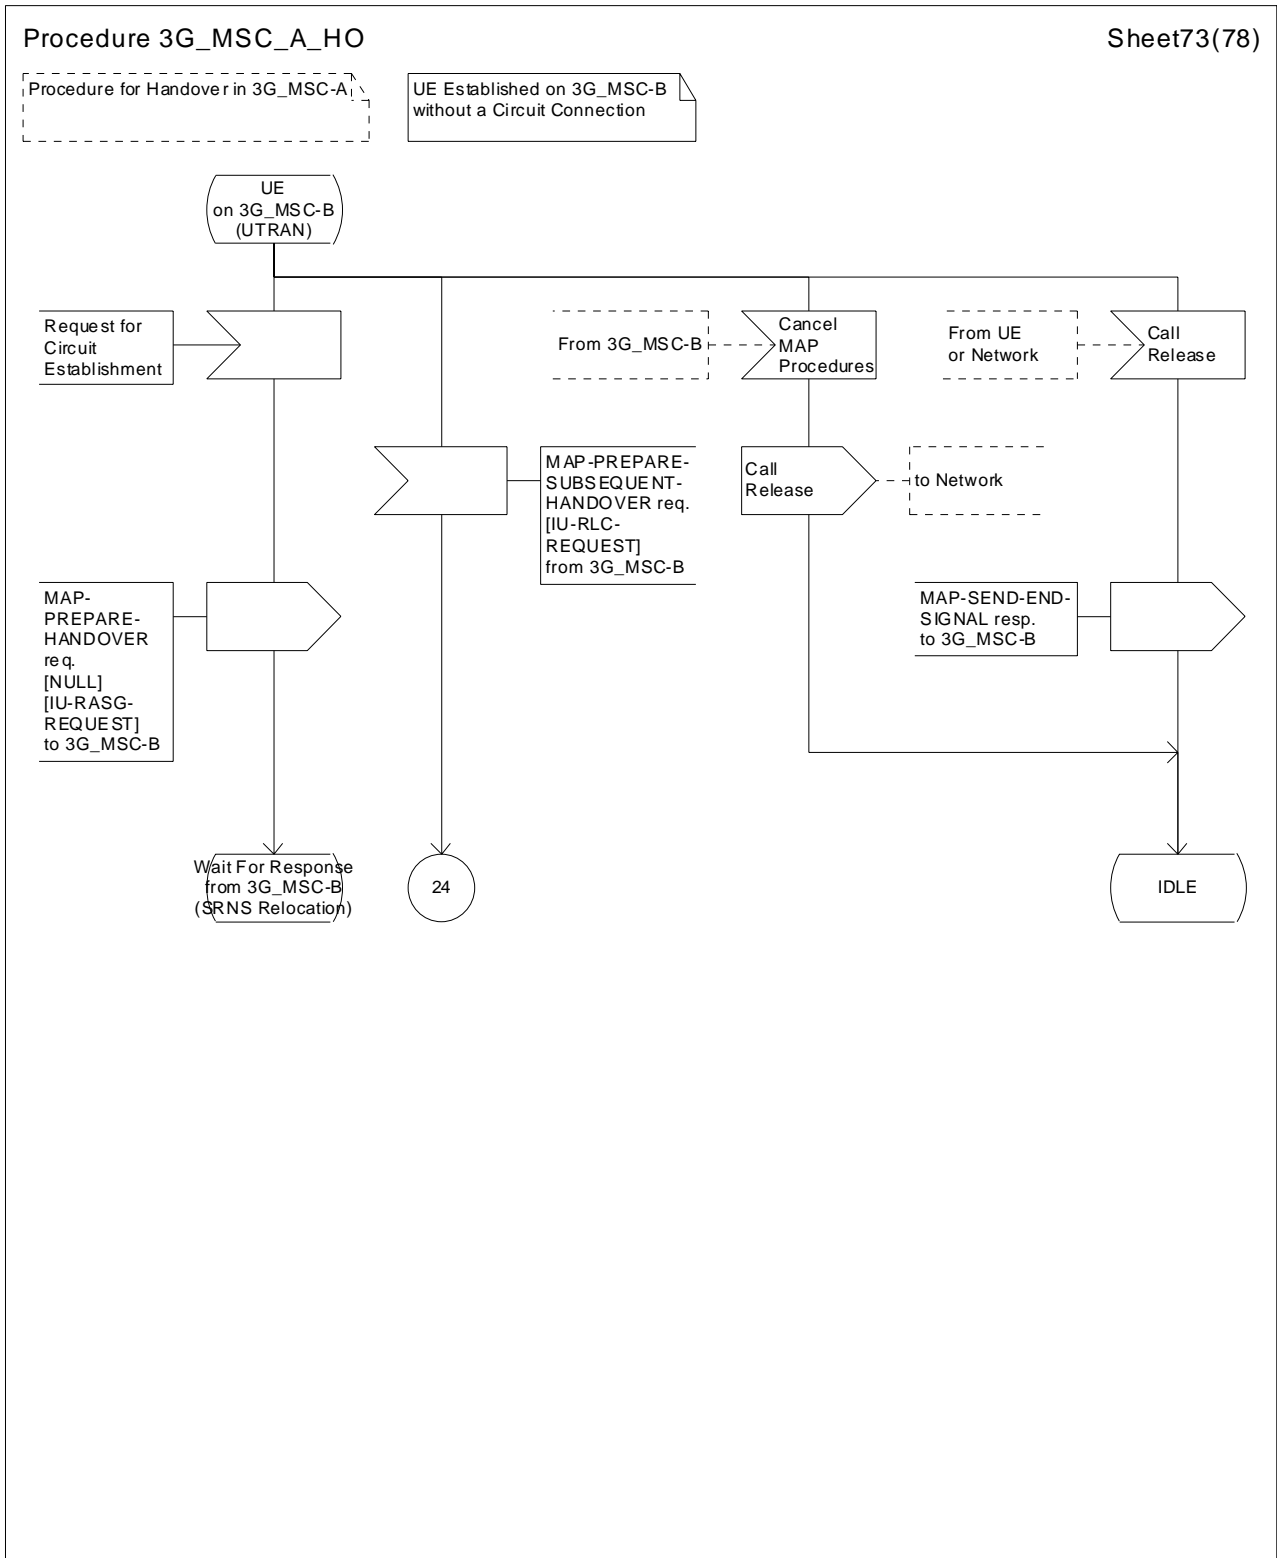 Procedure 3G_MSC_A_HO
Sheet73(78)
Procedure for Handover in 3G_MSC-A
UE Established on 3G_MSC-B
without a Circuit Connection
UE
on 3G_MSC-B
(UTRAN)
Request for
Circuit
Establishment
From 3G_MSC-B
Cancel
MAP
Procedures
From UE
or Network
Call
Release
MAP-PREPARE-
SUBSEQUENT-
HANDOVER req.
[IU-RLC-
REQUEST]
from 3G_MSC-B
Call
Release
to Network
MAP-
PREPARE-
HANDOVER
req.
[NULL]
[IU-RASG-
REQUEST]
to 3G_MSC-B
MAP-SEND-END-
SIGNAL resp.
to 3G_MSC-B
Wait For Response
from 3G_MSC-B
(SRNS Relocation)
24
IDLE